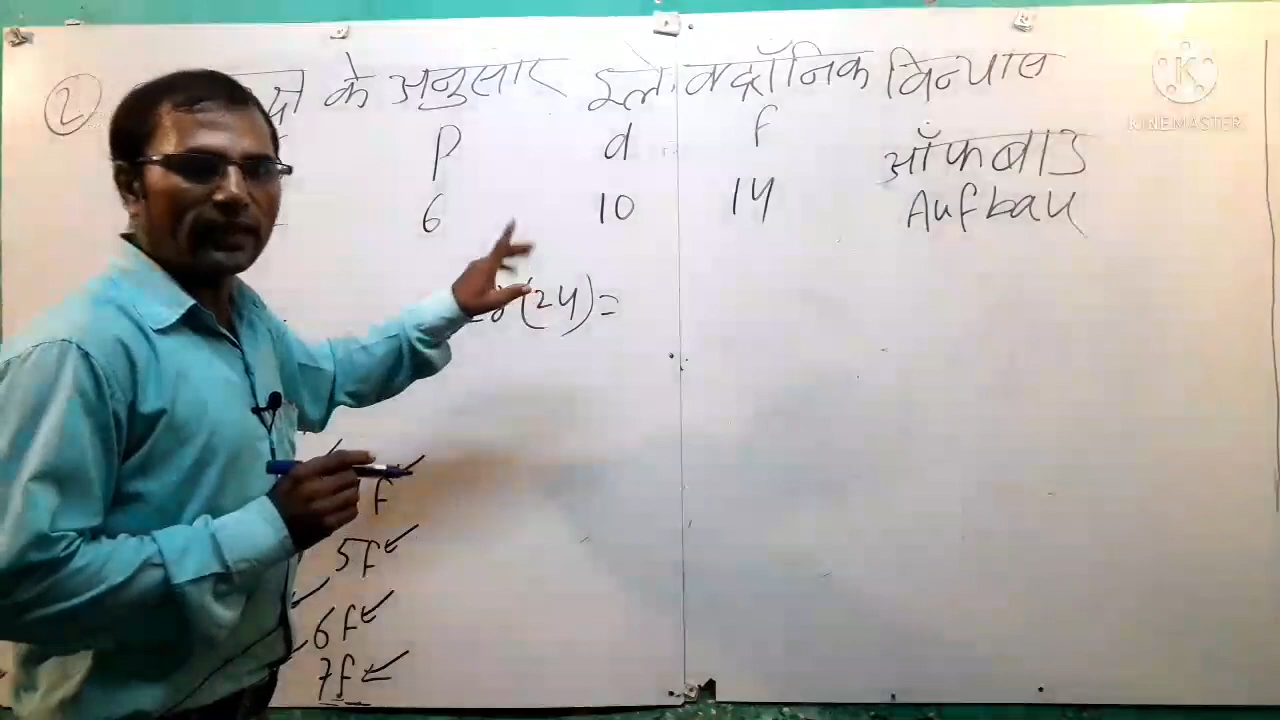 ② के अनुसार इलेक्ट्रॉनिक विन्यास
p d f ऑफबाउ
6 10 14 Aufbau
(24)=
f
5f
6f
7f
K
KINEMASTER